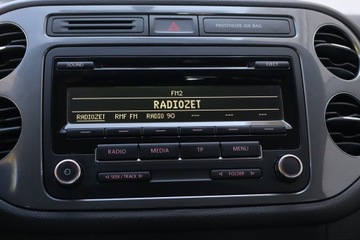 PASSENGER AIR BAG
SOUND
EJECT
FM2
RADIOZET
RADIOZET RMF FM RADIO 90 --- --- ---
RADIO MEDIA TP MENU
SEEK / TRACK
FOLDER